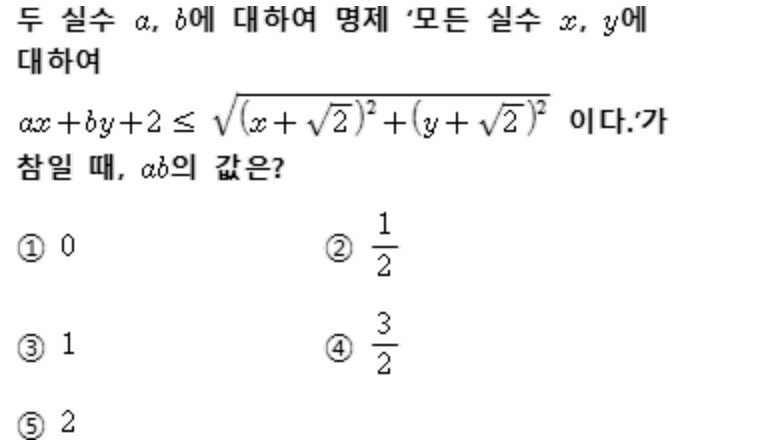 두 실수 a, b에 대하여 명제 ‘모든 실수 x, y에
대하여
ax+by+2 ≤ √((x+√2)²+(y+√2)²) 이다.’가
참일 때, ab의 값은?
① 0 ② 1/2
③ 1 ④ 3/2
⑤ 2